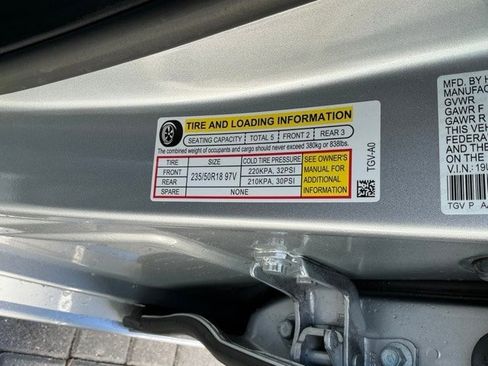 TIRE AND LOADING INFORMATION
SEATING CAPACITY TOTAL 5 FRONT 2 REAR 3
The combined weight of occupants and cargo should never exceed 380kg or 838lbs.
TIRE SIZE COLD TIRE PRESSURE
FRONT 235/50R18 97V 220KPA, 32PSI
REAR 210KPA, 30PSI
SPARE NONE
SEE OWNER'S
MANUAL FOR
ADDITIONAL
INFORMATION
TGV-A0
MFD. BY H
MANUFAC
GVWR
GAWR F
GAWR R
THIS VEH
FEDERA
AND
ON THE
V.I.N.: 19
TGV P A